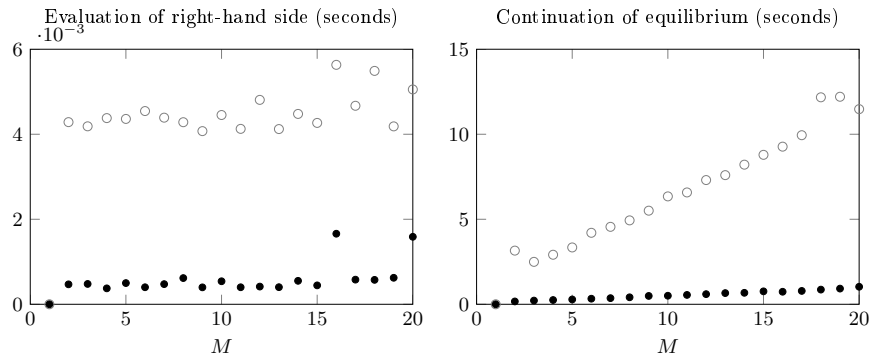 Evaluation of right-hand side (seconds)
·10⁻³
6
4
2
0
0 5 10 15 20
M
Continuation of equilibrium (seconds)
15
10
5
0
0 5 10 15 20
M